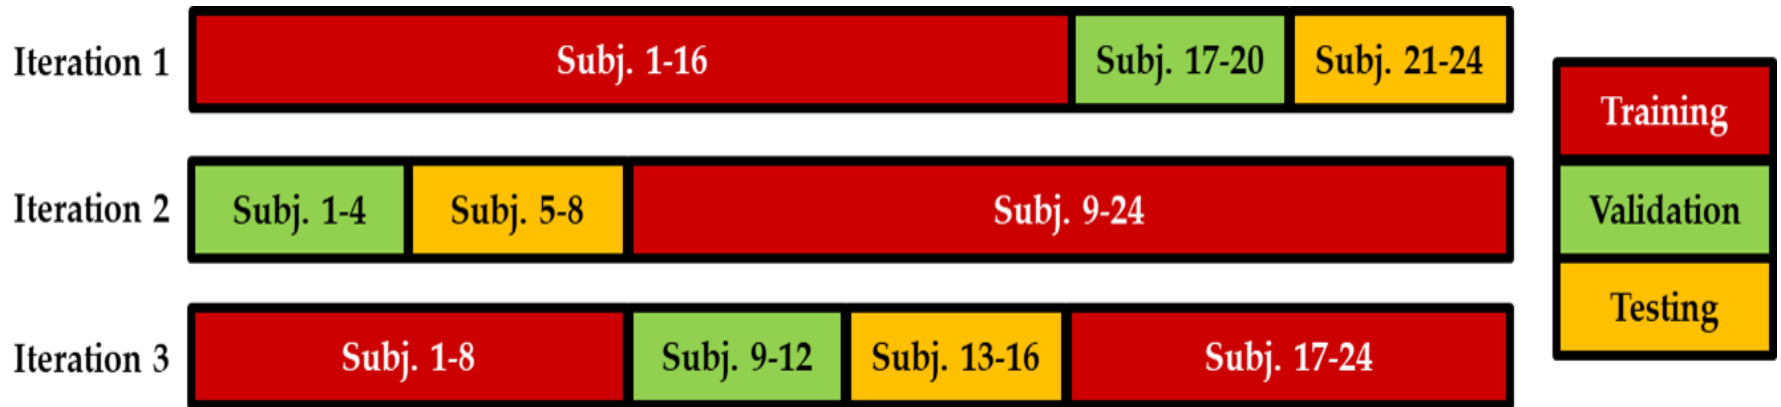 Iteration 1
Subj. 1-16
Subj. 17-20
Subj. 21-24
Iteration 2
Subj. 1-4
Subj. 5-8
Subj. 9-24
Iteration 3
Subj. 1-8
Subj. 9-12
Subj. 13-16
Subj. 17-24
Training
Validation
Testing